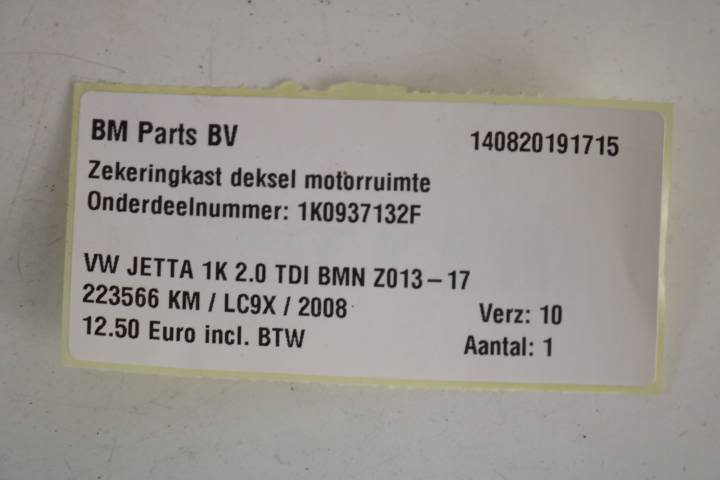 BM Parts BV 140820191715
Zekeringkast deksel motorruimte
Onderdeelnummer: 1K0937132F
VW JETTA 1K 2.0 TDI BMN Z013-17
223566 KM / LC9X / 2008 Verz: 10
12.50 Euro incl. BTW Aantal: 1